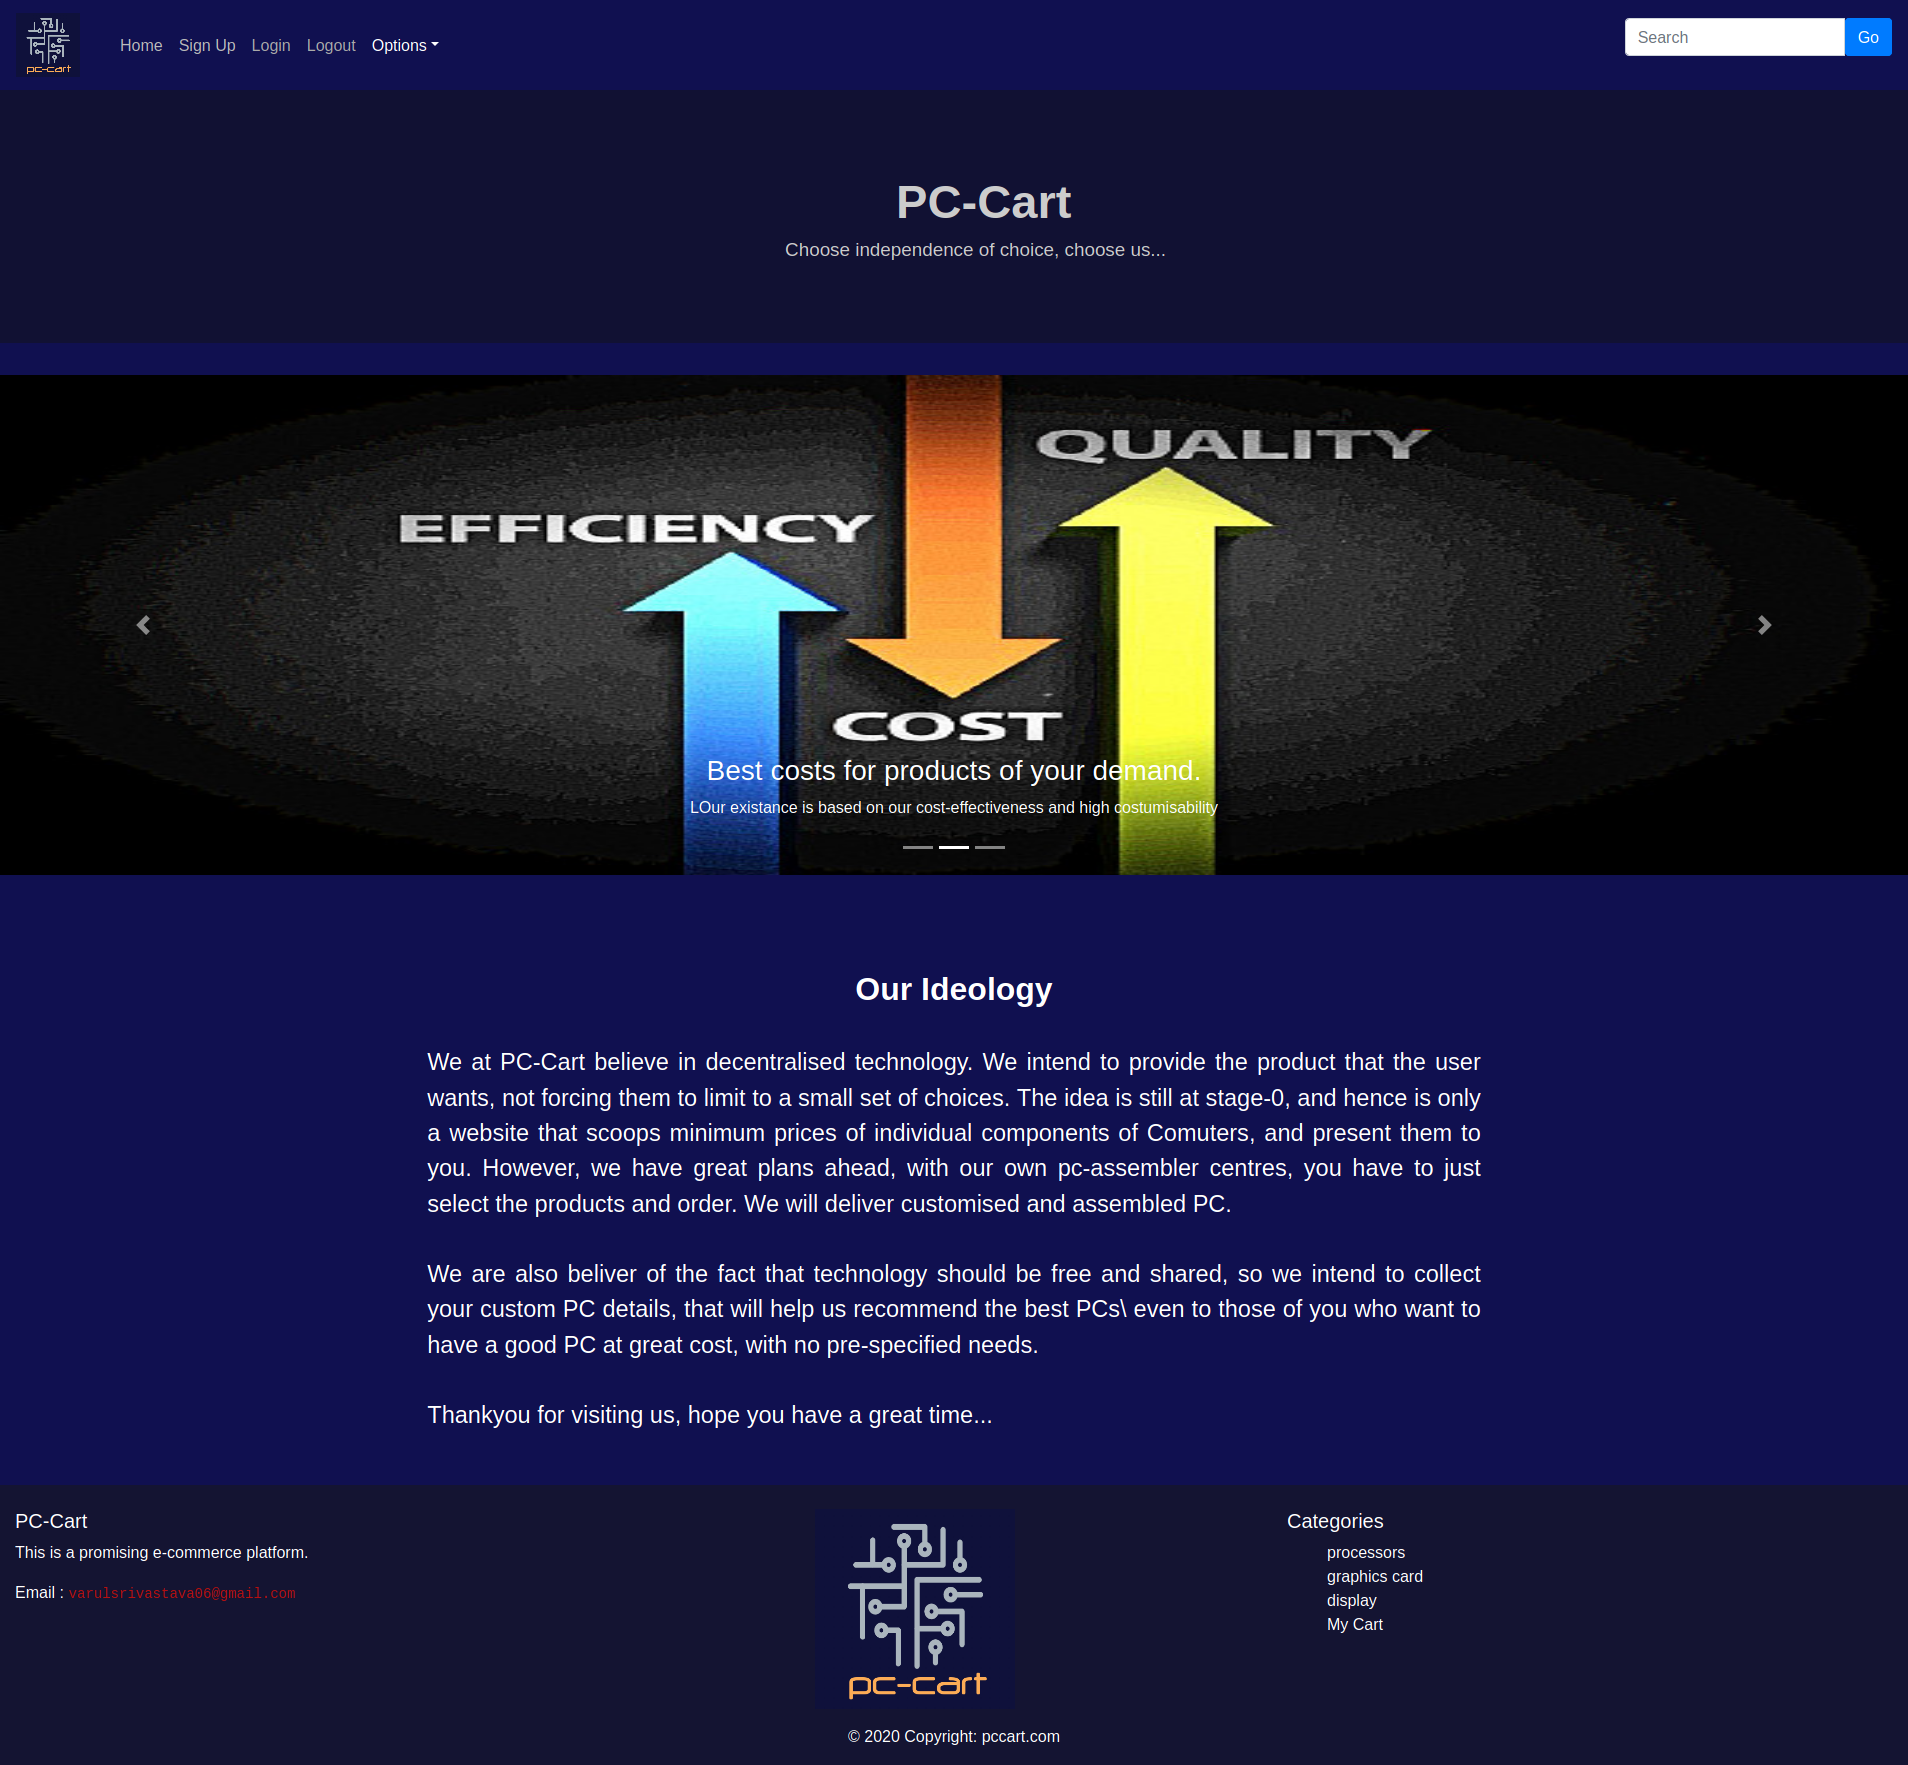 pc-cart
Home Sign Up Login Logout Options
Search Go
PC-Cart
Choose independence of choice, choose us...
QUALITY
EFFICIENCY
COST
Best costs for products of your demand.
LOur existance is based on our cost-effectiveness and high costumisability
Our Ideology
We at PC-Cart believe in decentralised technology. We intend to provide the product that the user
wants, not forcing them to limit to a small set of choices. The idea is still at stage-0, and hence is only
a website that scoops minimum prices of individual components of Comuters, and present them to
you. However, we have great plans ahead, with our own pc-assembler centres, you have to just
select the products and order. We will deliver customised and assembled PC.
We are also beliver of the fact that technology should be free and shared, so we intend to collect
your custom PC details, that will help us recommend the best PCs\ even to those of you who want to
have a good PC at great cost, with no pre-specified needs.
Thankyou for visiting us, hope you have a great time...
PC-Cart
This is a promising e-commerce platform.
Email : varulsrivastava06@gmail.com
pc-cart
Categories
processors
graphics card
display
My Cart
© 2020 Copyright: pccart.com